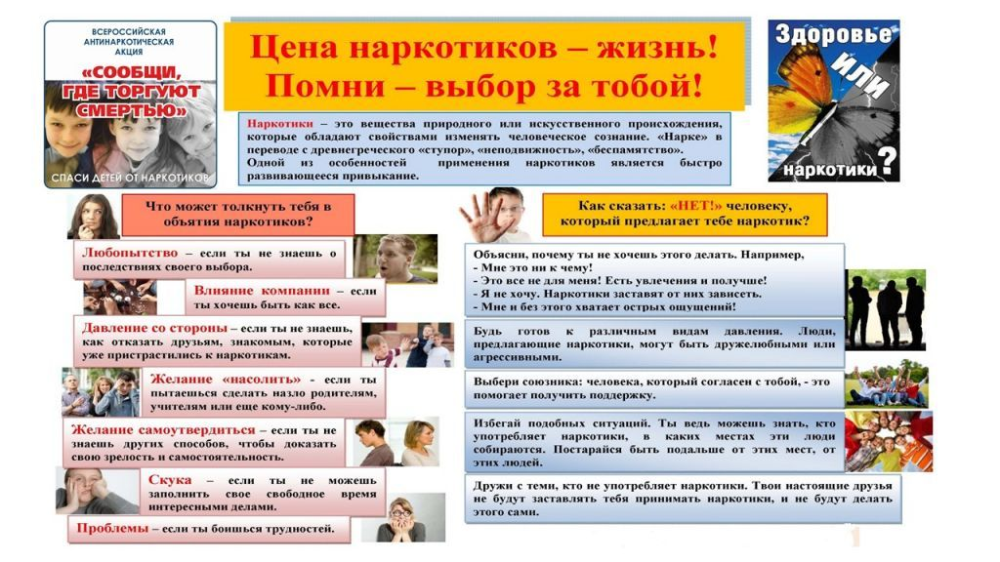 ВСЕРОССИЙСКАЯ
АНТИНАРКОТИЧЕСКАЯ
АКЦИЯ
«СООБЩИ,
ГДЕ ТОРГУЮТ
СМЕРТЬЮ»
СПАСИ ДЕТЕЙ ОТ НАРКОТИКОВ
Цена наркотиков – жизнь!
Помни – выбор за тобой!
Наркотики – это вещества природного или искусственного происхождения,
которые обладают свойствами изменять человеческое сознание. «Нарке» в
переводе с древнегреческого «ступор», «неподвижность», «беспамятство».
Одной из особенностей применения наркотиков является быстро
развивающееся привыкание.
Здоровье
или
наркотики?
Что может толкнуть тебя в
объятия наркотиков?
Любопытство – если ты не знаешь о
последствиях своего выбора.
Влияние компании – если
ты хочешь быть как все.
Давление со стороны – если ты не знаешь,
как отказать друзьям, знакомым, которые
уже пристрастились к наркотикам.
Желание «насолить» - если ты
пытаешься сделать назло родителям,
учителям или еще кому-либо.
Желание самоутвердиться – если ты не
знаешь других способов, чтобы доказать
свою зрелость и самостоятельность.
Скука – если ты не можешь
заполнить свое свободное время
интересными делами.
Проблемы – если ты боишься трудностей.
Как сказать: «НЕТ!» человеку,
который предлагает тебе наркотик?
Объясни, почему ты не хочешь этого делать. Например,
- Мне это ни к чему!
- Это все не для меня! Есть увлечения и получше!
- Я не хочу. Наркотики заставят от них зависеть.
- Мне и без этого хватает острых ощущений!
Будь готов к различным видам давления. Люди,
предлагающие наркотики, могут быть дружелюбными или
агрессивными.
Выбери союзника: человека, который согласен с тобой, - это
помогает получить поддержку.
Избегай подобных ситуаций. Ты ведь можешь знать, кто
употребляет наркотики, в каких местах эти люди
собираются. Постарайся быть подальше от этих мест, от
этих людей.
Дружи с теми, кто не употребляет наркотики. Твои настоящие друзья
не будут заставлять тебя принимать наркотики, и не будут делать
этого сами.